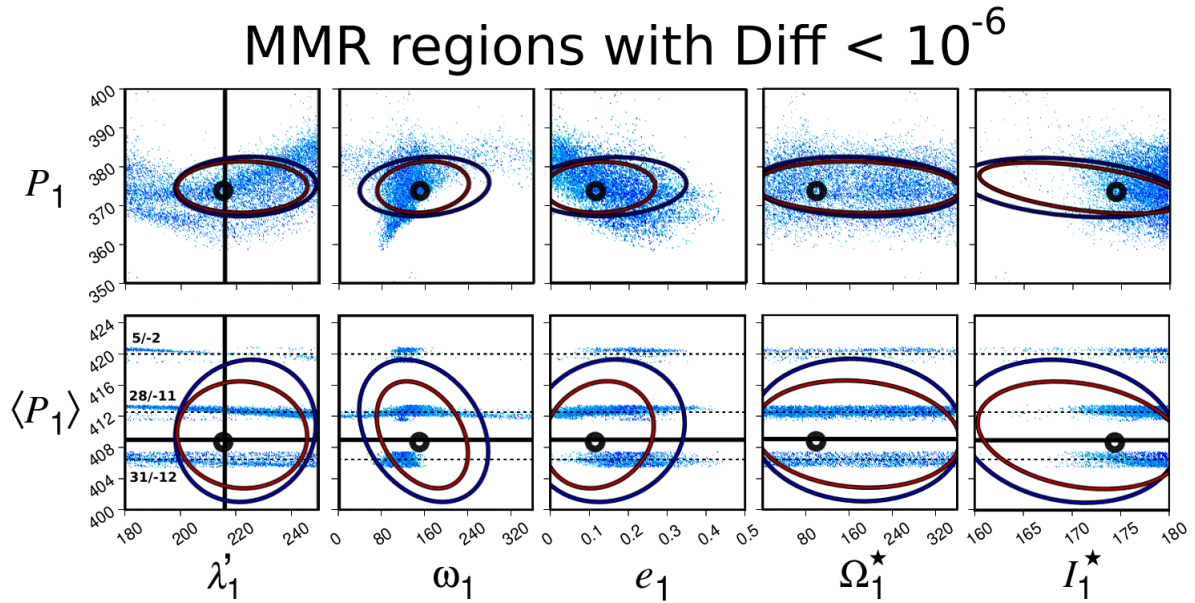 MMR regions with Diff < 10⁻⁶
P₁
400
390
380
370
360
350
⟨P₁⟩
424
420
416
412
408
404
400
5/-2
28/-11
31/-12
180 200 220 240
0 80 160 240 320
0 0.1 0.2 0.3 0.4 0.5
80 160 240 320
160 165 170 175 180
λ'₁ ω₁ e₁ Ω₁★ I₁★